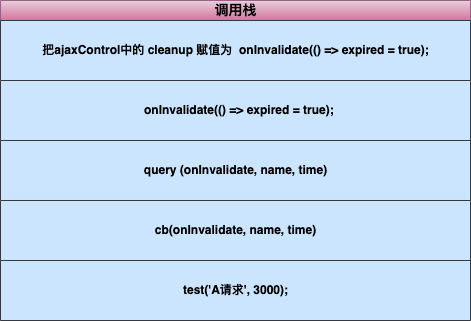 调用栈
把ajaxControl中的 cleanup 赋值为  onInvalidate(() => expired = true);
onInvalidate(() => expired = true);
query (onInvalidate, name, time)
cb(onInvalidate, name, time)
test('A请求', 3000);